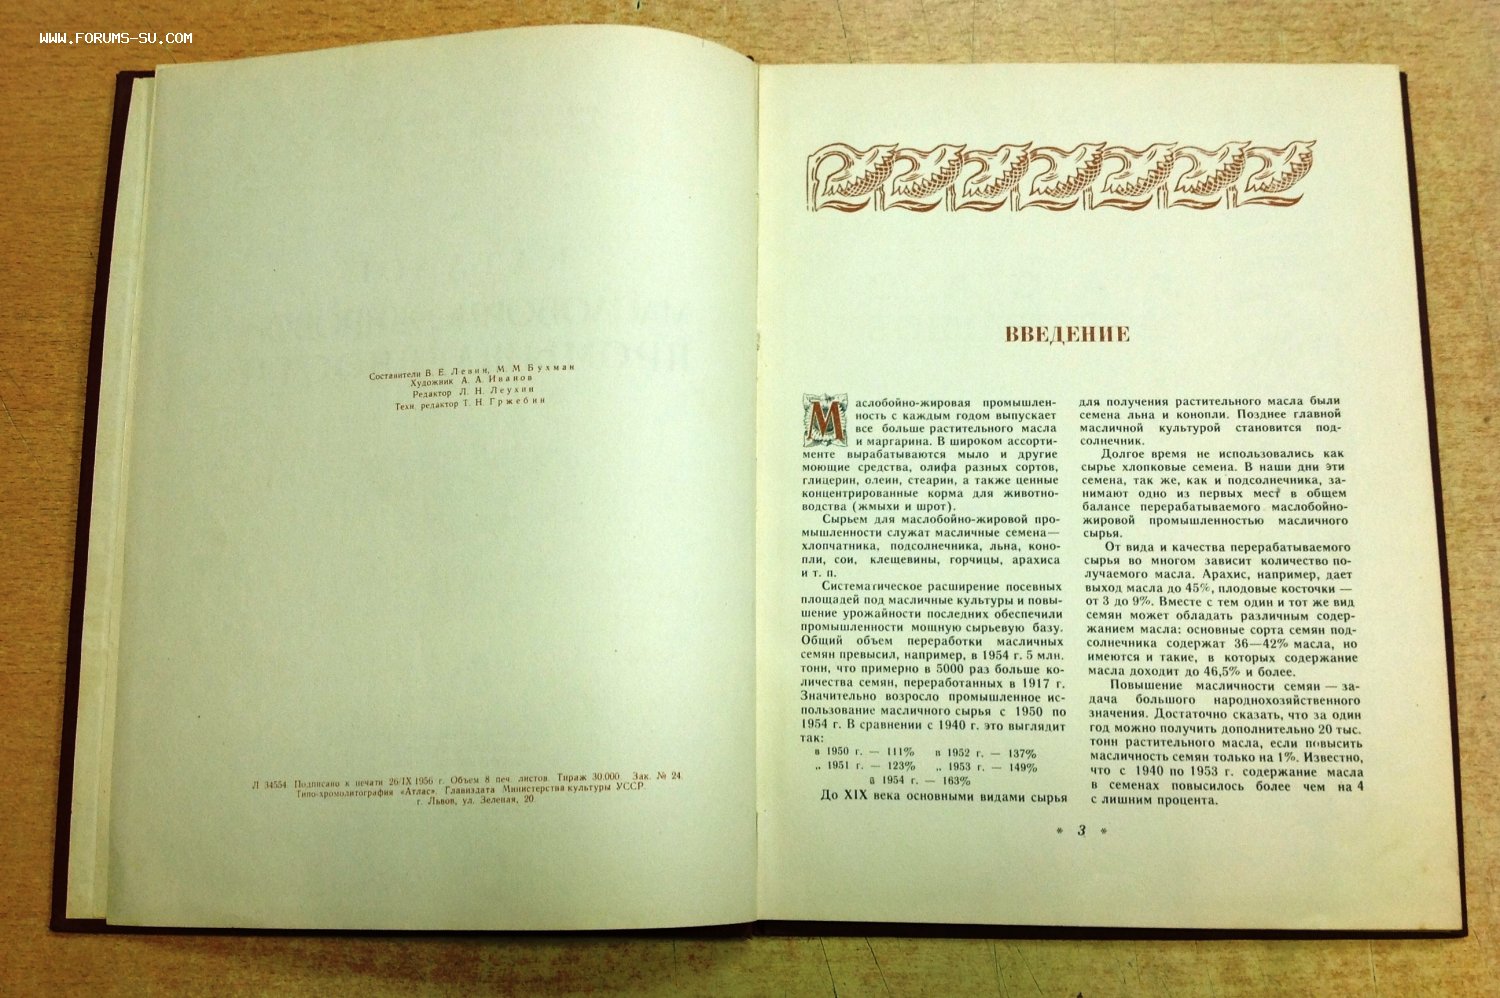 WWW.FORUMS-SU.COM
Составители В. Е. Левин, М. М Бухман
Художник А. А Иванов
Редактор Л. Н. Леухин
Техн. редактор Т. Н. Гржебин
Л 34554 Подписано к печати 26/IX 1956 г. Объем 8 печ. листов. Тираж 30.000. Зак. № 24.
Типо-хромолитография «Атлас». Главиздата Министерства культуры УССР.
г. Львов, ул. Зеленая, 20.
ВВЕДЕНИЕ
Маслобойно-жировая промышлен-
ность с каждым годом выпускает
все больше растительного масла
и маргарина. В широком ассорти-
менте вырабатываются мыло и другие
моющие средства, олифа разных сортов,
глицерин, олеин, стеарин, а также ценные
концентрированные корма для животно-
водства (жмыхи и шрот).
Сырьем для маслобойно-жировой про-
мышленности служат масличные семена—
хлопчатника, подсолнечника, льна, коно-
пли, сои, клещевины, горчицы, арахиса
и т. п.
Систематическое расширение посевных
площадей под масличные культуры и повы-
шение урожайности последних обеспечили
промышленности мощную сырьевую базу.
Общий объем переработки масличных
семян превысил, например, в 1954 г. 5 млн.
тонн, что примерно в 5000 раз больше ко-
личества семян, переработанных в 1917 г.
Значительно возросло промышленное ис-
пользование масличного сырья с 1950 по
1954 г. В сравнении с 1940 г. это выглядит
так:
в 1950 г. — 111% в 1952 г. — 137%
„ 1951 г. — 123% „ 1953 г. — 149%
в 1954 г. — 163%
До XIX века основными видами сырья
для получения растительного масла были
семена льна и конопли. Позднее главной
масличной культурой становится под-
солнечник.
Долгое время не использовались как
сырье хлопковые семена. В наши дни эти
семена, так же, как и подсолнечника, за-
нимают одно из первых мест в общем
балансе перерабатываемого маслобойно-
жировой промышленностью масличного
сырья.
От вида и качества перерабатываемого
сырья во многом зависит количество по-
лучаемого масла. Арахис, например, дает
выход масла до 45%, плодовые косточки —
от 3 до 9%. Вместе с тем один и тот же вид
семян может обладать различным содер-
жанием масла: основные сорта семян под-
солнечника содержат 36—42% масла, но
имеются и такие, в которых содержание
масла доходит до 46,5% и более.
Повышение масличности семян — за-
дача большого народнохозяйственного
значения. Достаточно сказать, что за один
год можно получить дополнительно 20 тыс.
тонн растительного масла, если повысить
масличность семян только на 1%. Известно,
что с 1940 по 1953 г. содержание масла
в семенах повысилось более чем на 4
с лишним процента.
* 3 *